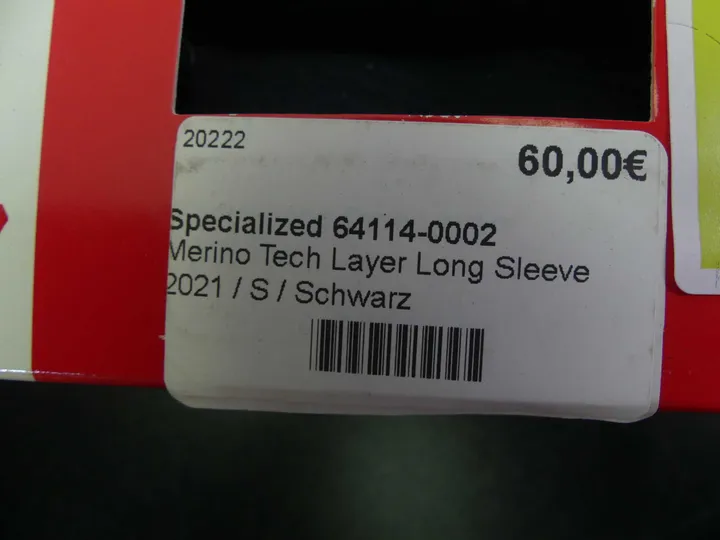 20222
60,00€
Specialized 64114-0002
Merino Tech Layer Long Sleeve
2021 / S / Schwarz